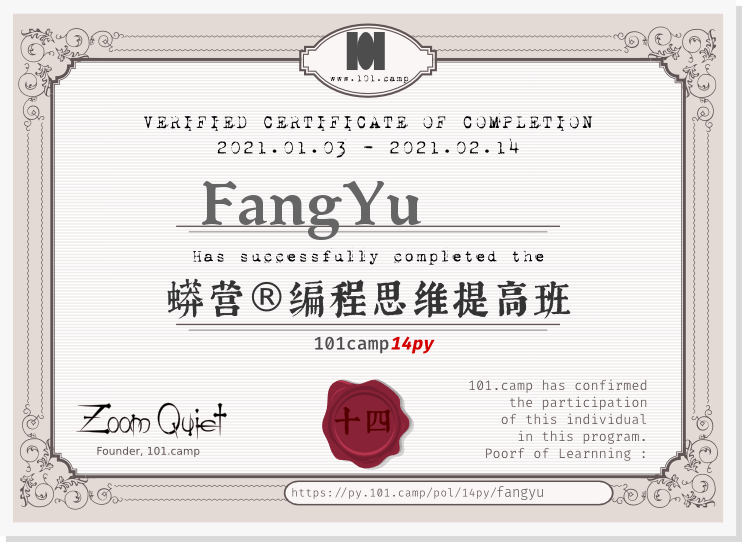 www.101.camp
VERIFIED CERTIFICATE OF COMPLETION
2021.01.03 - 2021.02.14
FangYu
Has successfully completed the
蟒营®编程思维提高班
101camp14py
Zoom Quiet
Founder, 101.camp
十四
101.camp has confirmed
the participation
of this individual
in this program.
Poorf of Learnning :
https://py.101.camp/pol/14py/fangyu